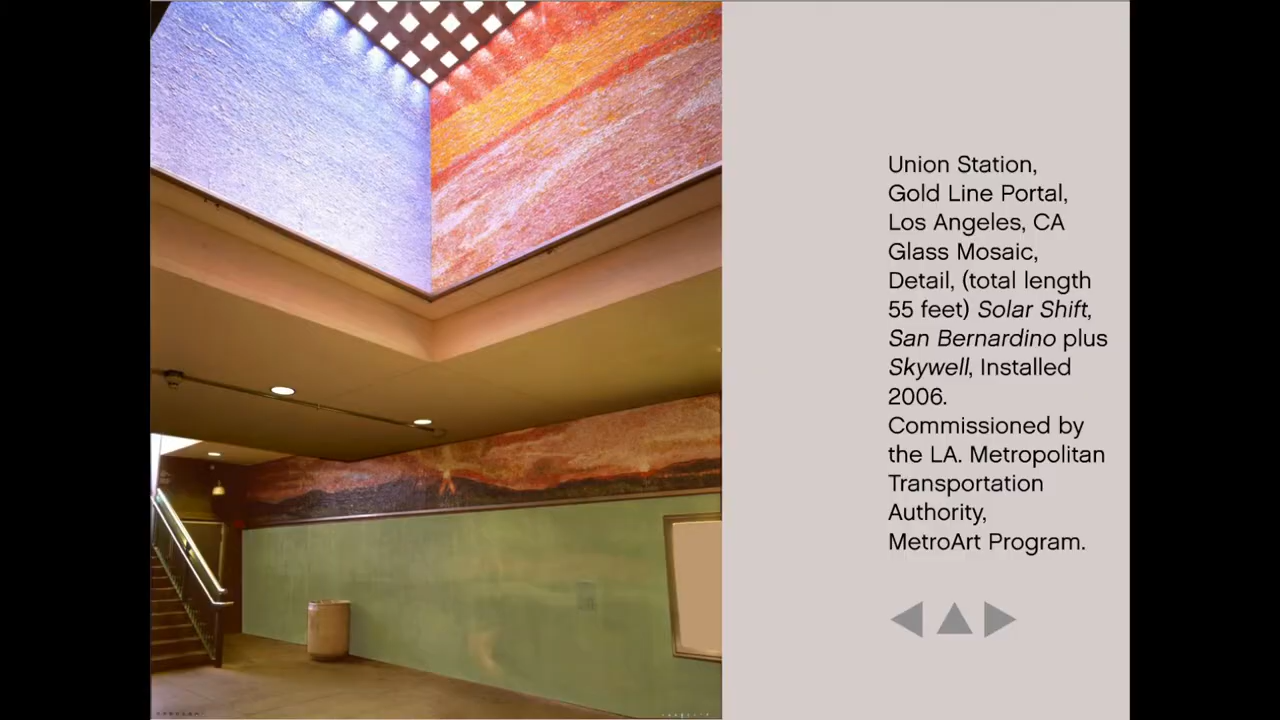 Union Station,
Gold Line Portal,
Los Angeles, CA
Glass Mosaic,
Detail, (total length
55 feet) Solar Shift,
San Bernardino plus
Skywell, Installed
2006.
Commissioned by
the LA. Metropolitan
Transportation
Authority,
MetroArt Program.